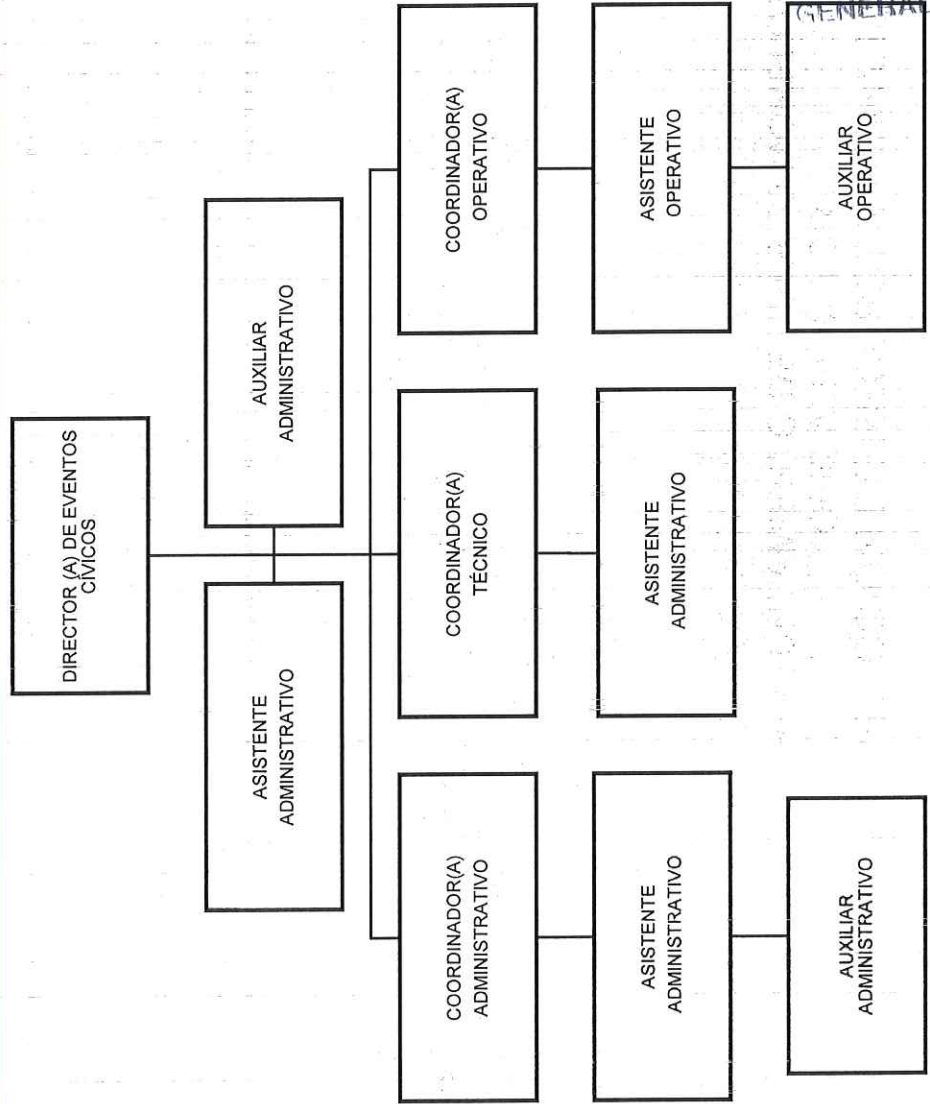 DIRECTOR (A) DE EVENTOS
CÍVICOS
ASISTENTE
ADMINISTRATIVO
AUXILIAR
ADMINISTRATIVO
COORDINADOR(A)
ADMINISTRATIVO
COORDINADOR(A)
TÉCNICO
COORDINADOR(A)
OPERATIVO
ASISTENTE
ADMINISTRATIVO
ASISTENTE
ADMINISTRATIVO
ASISTENTE
OPERATIVO
AUXILIAR
ADMINISTRATIVO
AUXILIAR
OPERATIVO
GENERAL